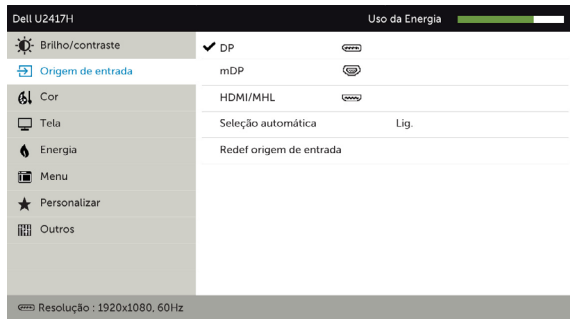 Dell U2417H
Uso da Energia
Brilho/contraste
Origem de entrada
Cor
Tela
Energia
Menu
Personalizar
Outros
DP
mDP
HDMI/MHL
Seleção automática Lig.
Redef origem de entrada
Resolução : 1920x1080, 60Hz